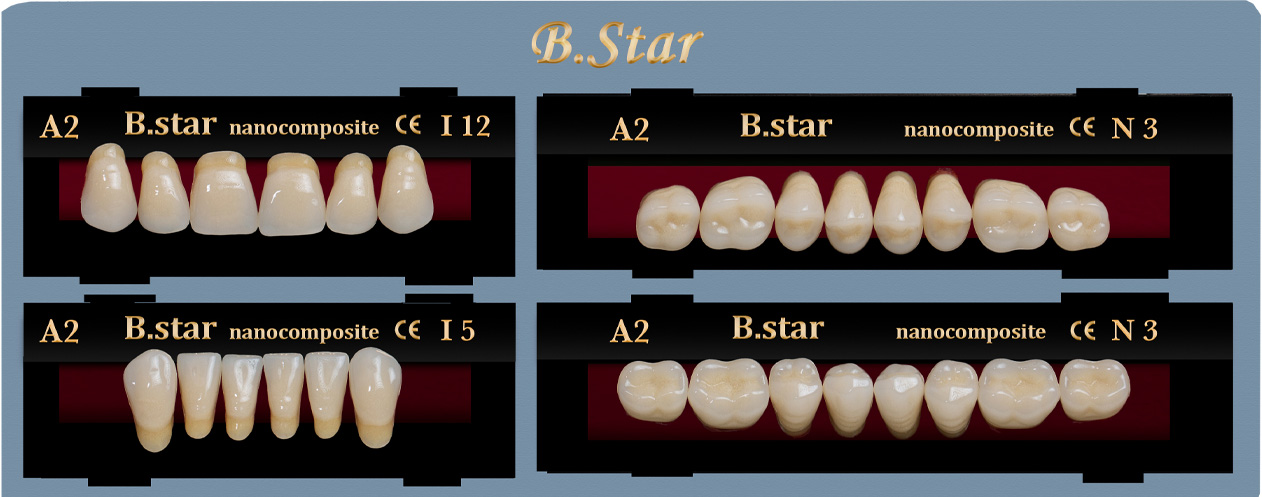 B.Star
A2 B.star nanocomposite CE I 12
A2 B.star nanocomposite CE N 3
A2 B.star nanocomposite CE I 5
A2 B.star nanocomposite CE N 3